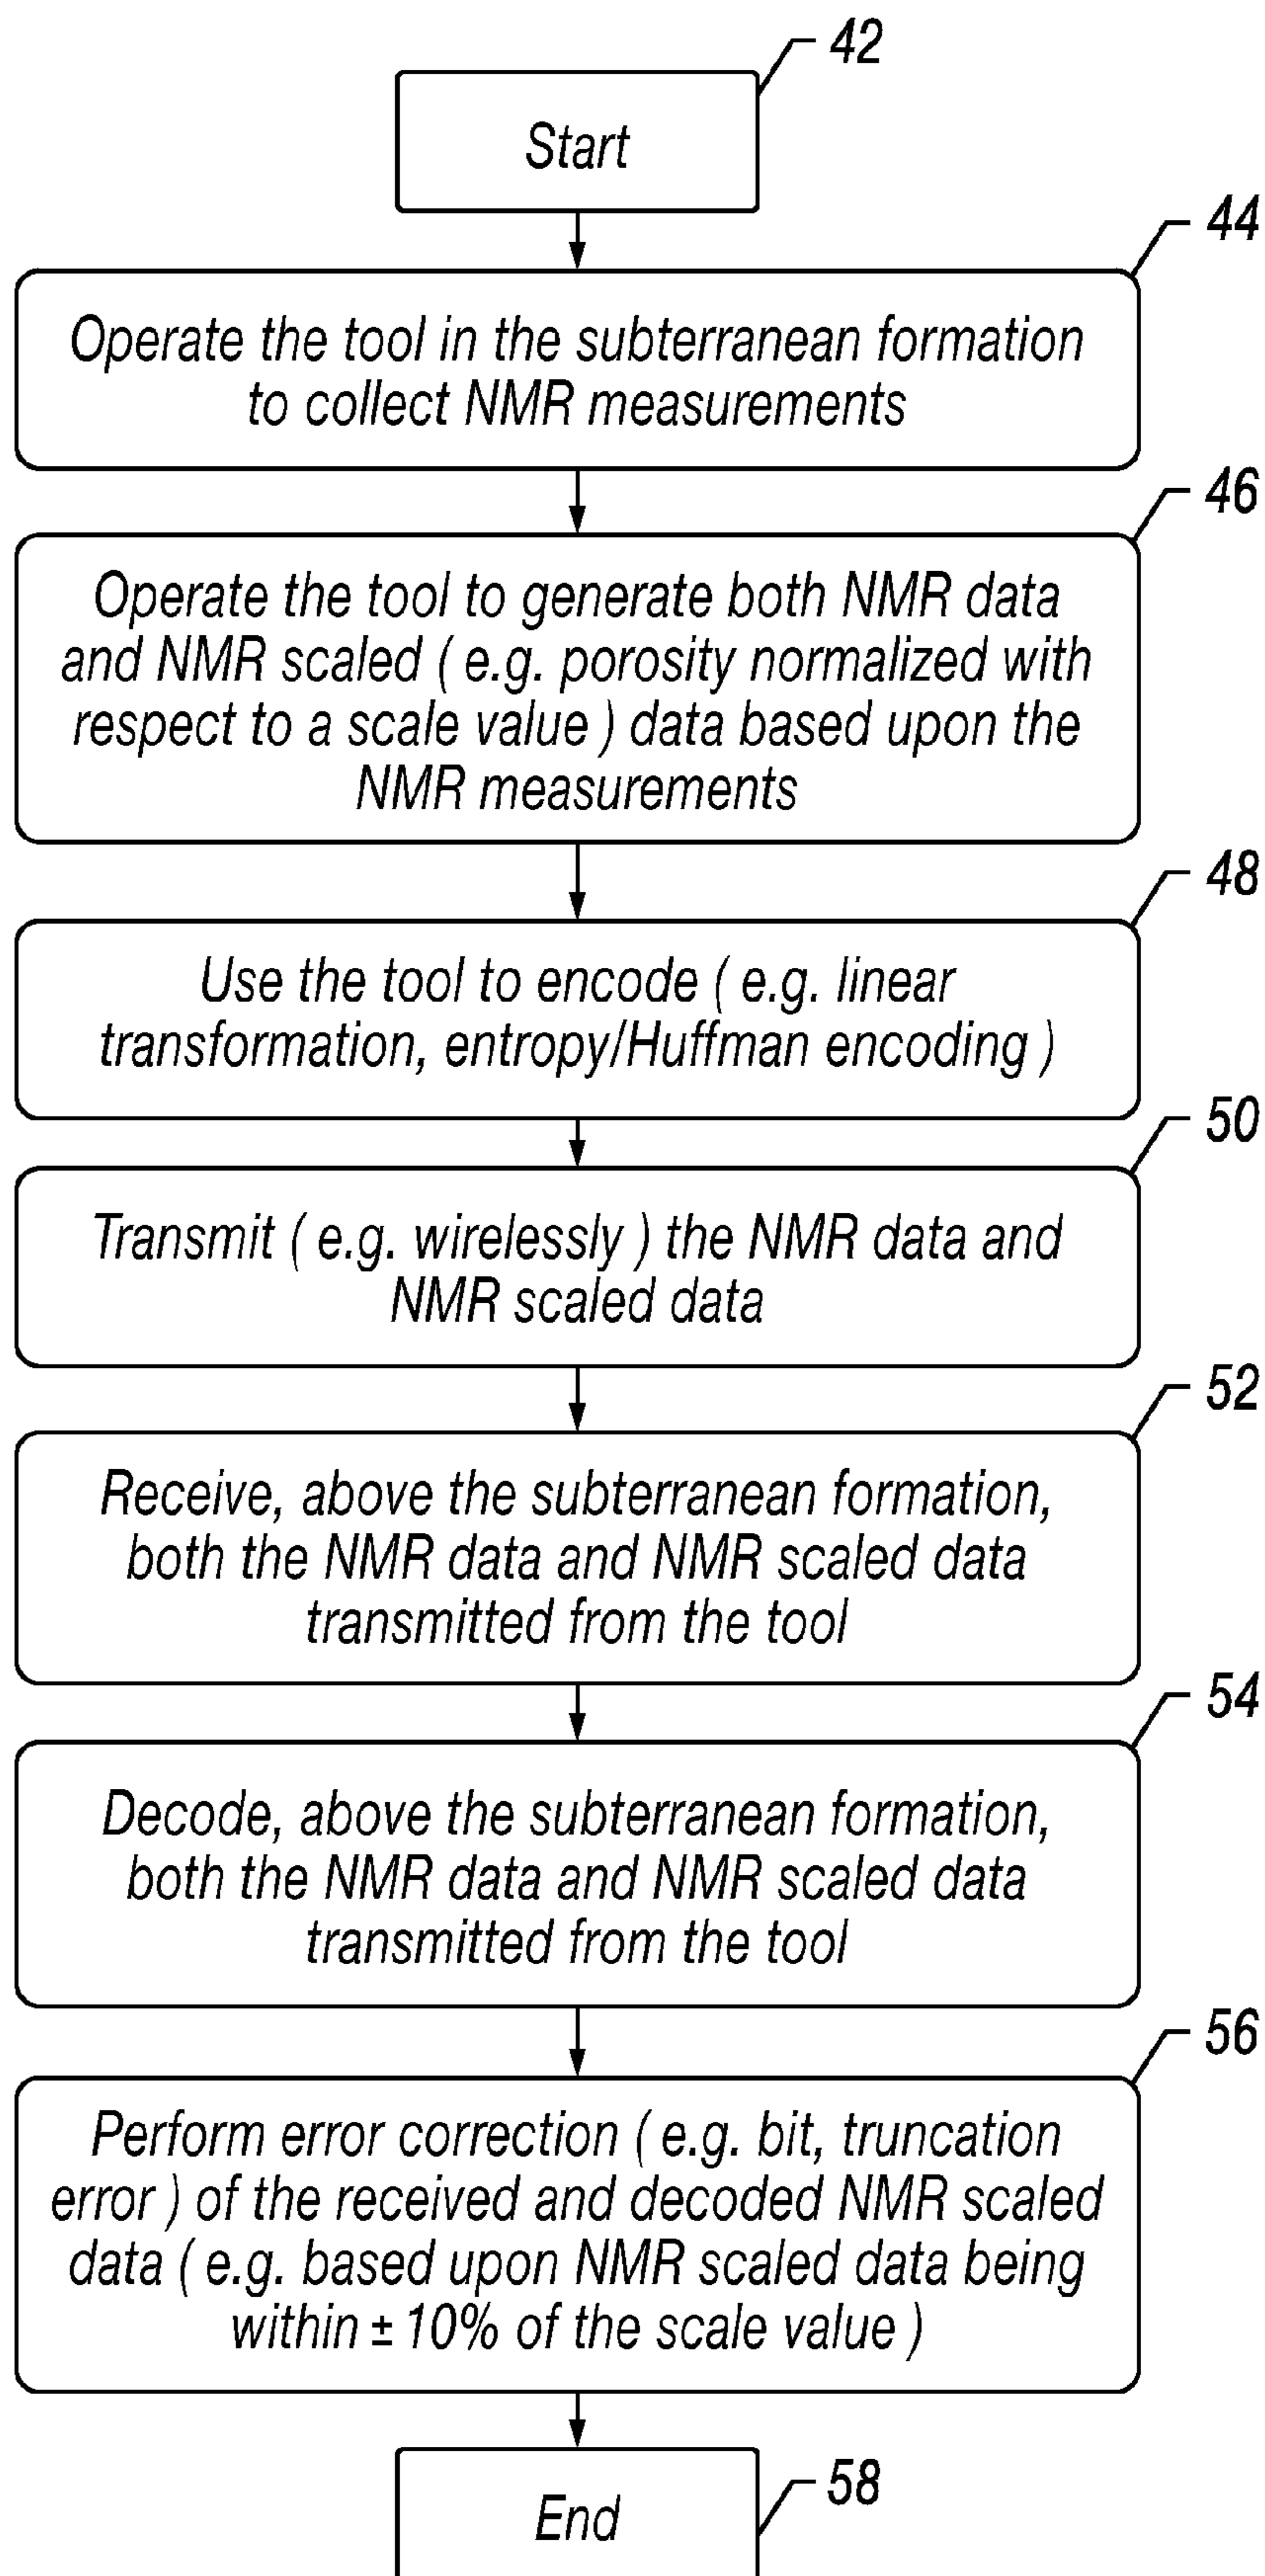 42
Start
44
Operate the tool in the subterranean formation
to collect NMR measurements
46
Operate the tool to generate both NMR data
and NMR scaled ( e.g. porosity normalized with
respect to a scale value ) data based upon the
NMR measurements
48
Use the tool to encode ( e.g. linear
transformation, entropy/Huffman encoding )
50
Transmit ( e.g. wirelessly ) the NMR data and
NMR scaled data
52
Receive, above the subterranean formation,
both the NMR data and NMR scaled data
transmitted from the tool
54
Decode, above the subterranean formation,
both the NMR data and NMR scaled data
transmitted from the tool
56
Perform error correction ( e.g. bit, truncation
error ) of the received and decoded NMR scaled
data ( e.g. based upon NMR scaled data being
within ± 10% of the scale value )
58
End